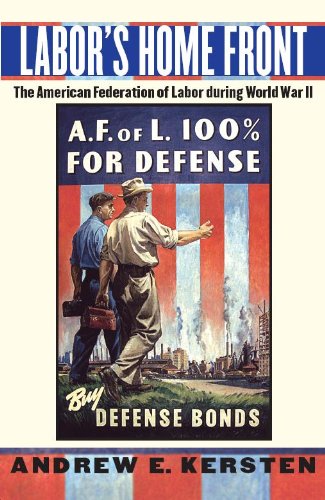 LABOR'S HOME FRONT
The American Federation of Labor during World War II
A.F. OF L. 100%
FOR DEFENSE
Buy
DEFENSE BONDS
ANDREW E. KERSTEN